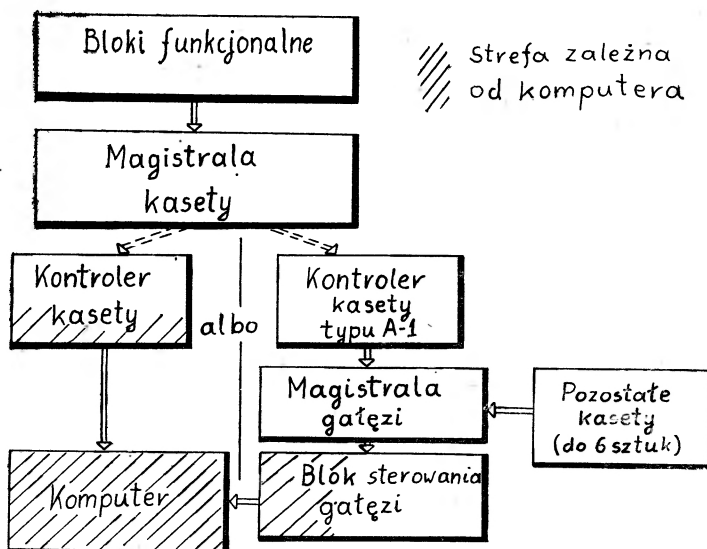 Bloki funkcjonalne
Strefa zależna
od komputera
Magistrala
kasety
Kontroler
kasety
albo
Kontroler
kasety
typu A-1
Magistrala
gałęzi
Pozostałe
kasety
(do 6 sztuk)
Komputer
Blok sterowania
gałęzi